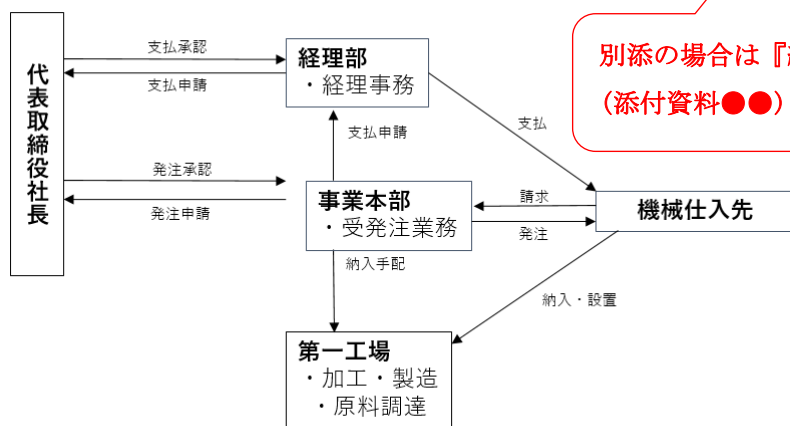 代表取締役社長
支払承認
支払申請
経理部
・経理事務
別添の場合は『
(添付資料●●)
支払申請
支払
発注承認
発注申請
事業本部
・受発注業務
請求
発注
機械仕入先
納入手配
納入・設置
第一工場
・加工・製造
・原料調達